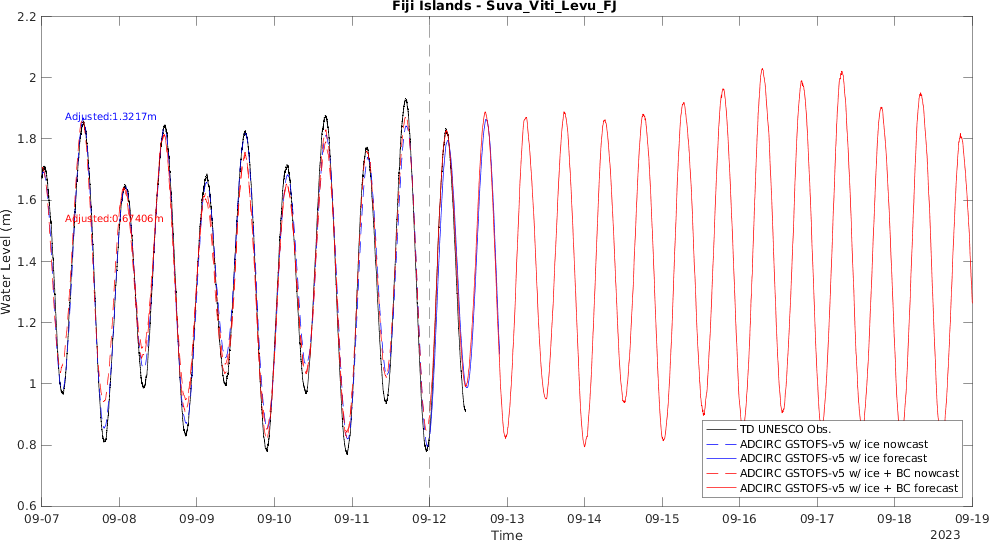 Fiji Islands - Suva_Viti_Levu_FJ
2.2
2
1.8
1.6
1.4
1.2
1
0.8
0.6
Water Level (m)
Adjusted:1.3217m
Adjusted:0.67406m
TD UNESCO Obs.
ADCIRC GSTOFS-v5 w/ ice nowcast
ADCIRC GSTOFS-v5 w/ ice forecast
ADCIRC GSTOFS-v5 w/ ice + BC nowcast
ADCIRC GSTOFS-v5 w/ ice + BC forecast
09-07 09-08 09-09 09-10 09-11 09-12 09-13 09-14 09-15 09-16 09-17 09-18 09-19
Time
2023